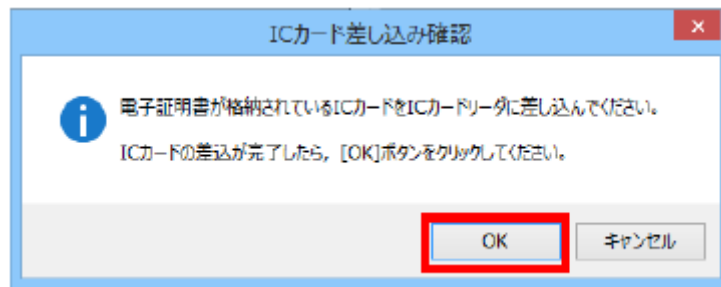 ICカード差し込み確認
電子証明書が格納されているICカードをICカードリーダに差し込んでください。
ICカードの差込が完了したら，[OK]ボタンをクリックしてください。
OK
キャンセル